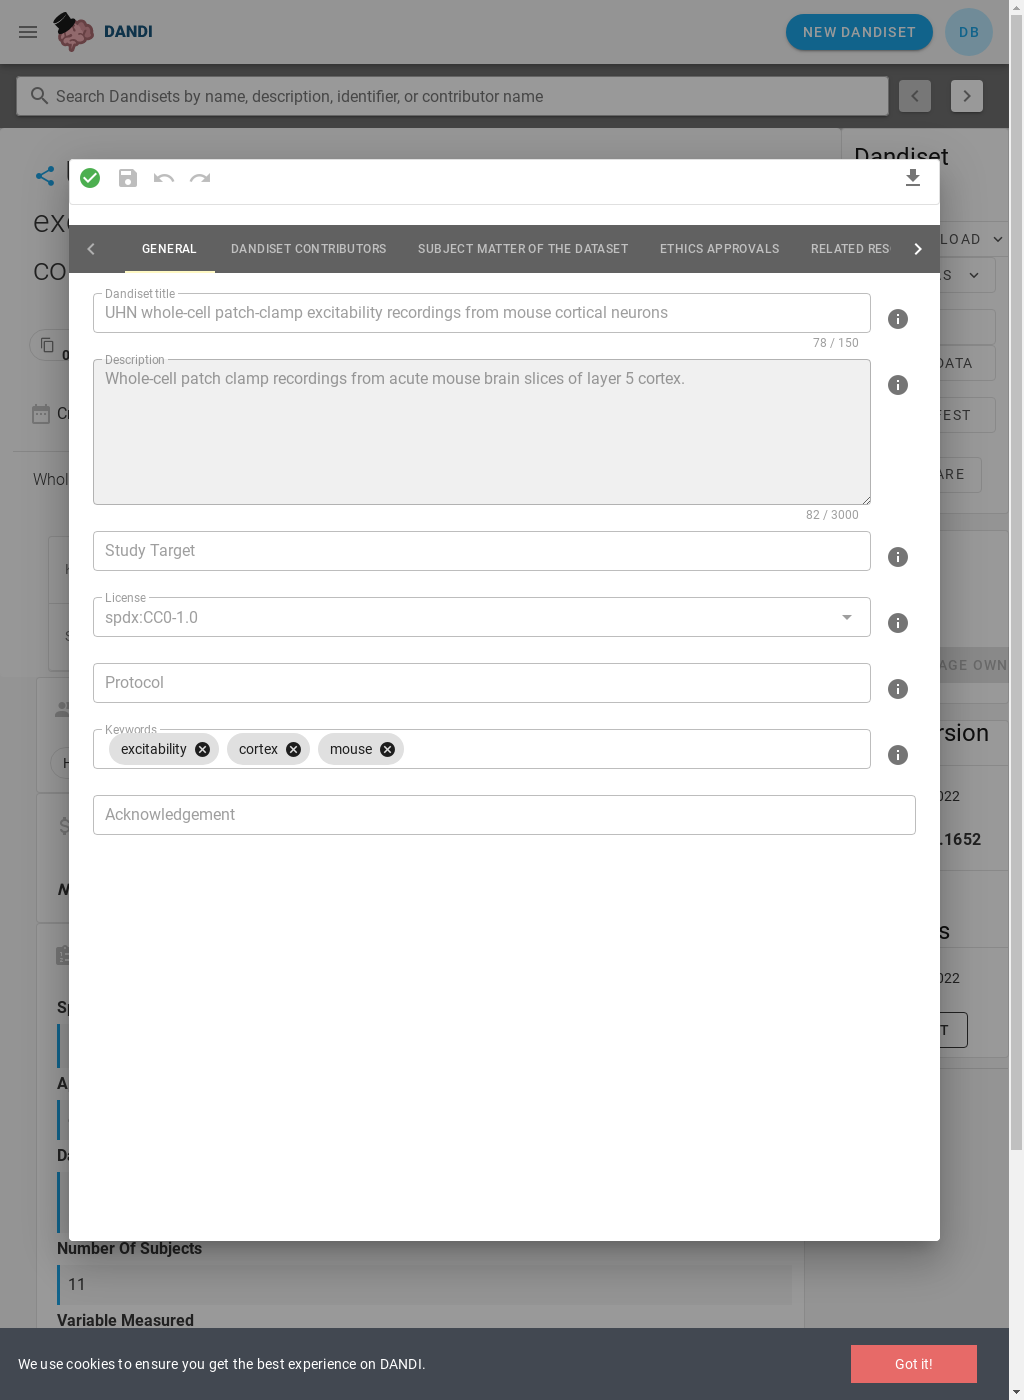 DANDI
NEW DANDISET
DB
Search Dandisets by name, description, identifier, or contributor name
Dandiset
exc
co
LOAD
S
DATA
FEST
ARE
Whol
AGE OWN
rsion
022
.1652
s
022
T
GENERAL
DANDISET CONTRIBUTORS
SUBJECT MATTER OF THE DATASET
ETHICS APPROVALS
RELATED RES
Dandiset title
UHN whole-cell patch-clamp excitability recordings from mouse cortical neurons
78 / 150
Description
Whole-cell patch clamp recordings from acute mouse brain slices of layer 5 cortex.
82 / 3000
Study Target
License
spdx:CC0-1.0
Protocol
Keywords
excitability
cortex
mouse
Acknowledgement
Number Of Subjects
11
Variable Measured
We use cookies to ensure you get the best experience on DANDI.
Got it!